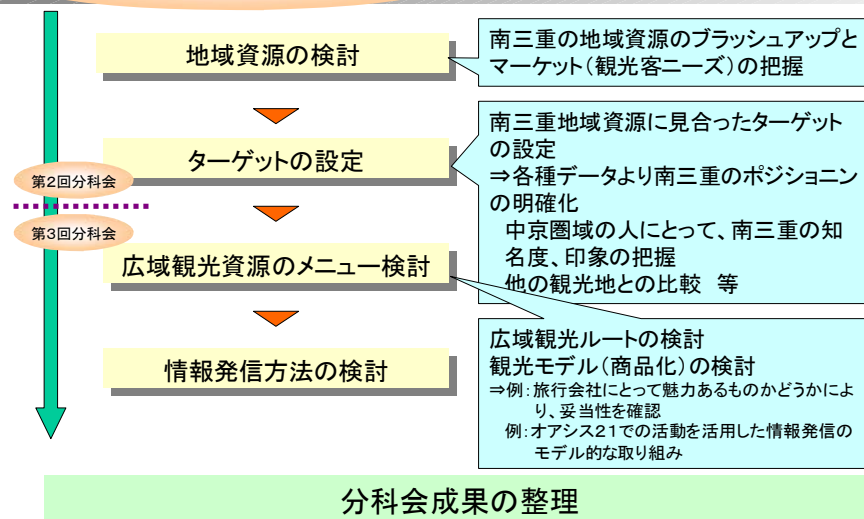 地域資源の検討
南三重の地域資源のブラッシュアップと
マーケット(観光客ニーズ)の把握
ターゲットの設定
南三重地域資源に見合ったターゲット
の設定
⇒各種データより南三重のポジショニン
の明確化
中京圏域の人にとって、南三重の知
名度、印象の把握
他の観光地との比較 等
第2回分科会
第3回分科会
広域観光資源のメニュー検討
広域観光ルートの検討
観光モデル(商品化)の検討
⇒例:旅行会社にとって魅力あるものかどうかによ
り、妥当性を確認
例:オアシス21での活動を活用した情報発信の
モデル的な取り組み
情報発信方法の検討
分科会成果の整理